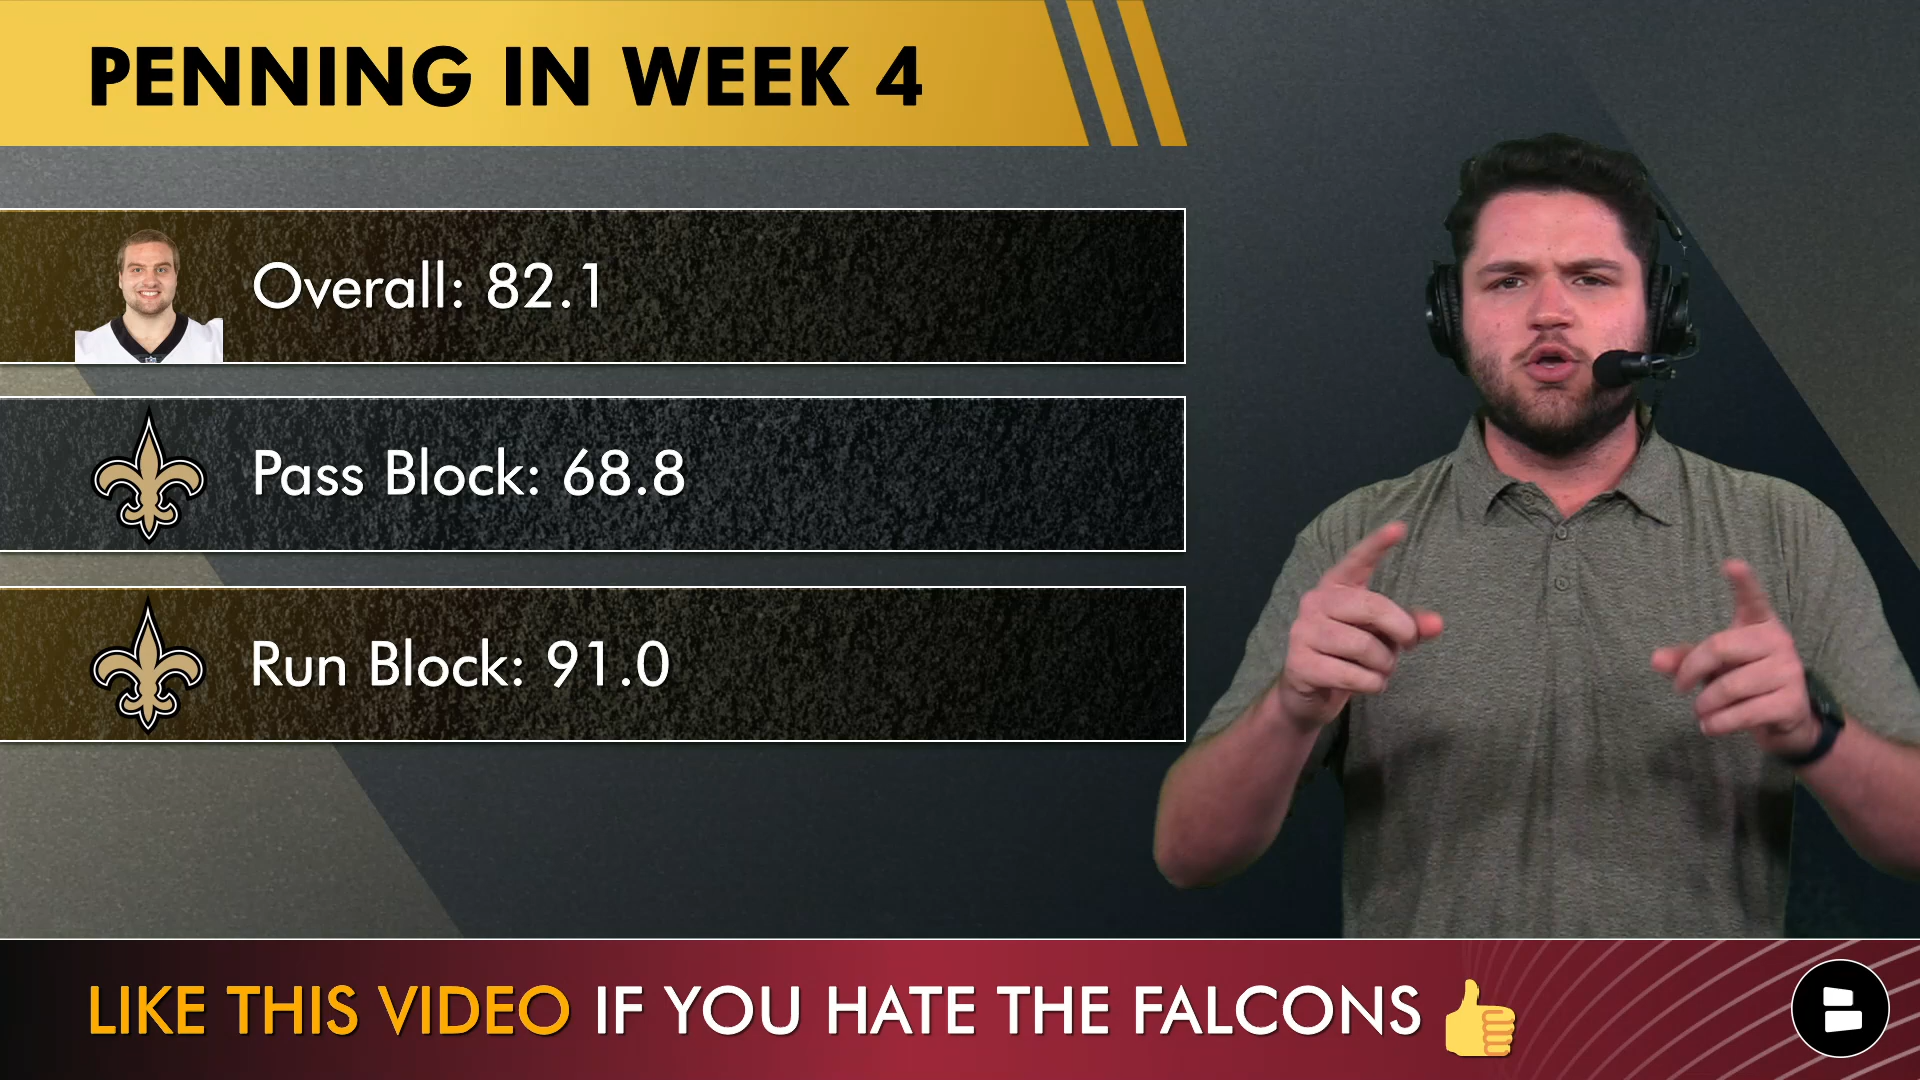 PENNING IN WEEK 4
Overall: 82.1
Pass Block: 68.8
Run Block: 91.0
LIKE THIS VIDEO IF YOU HATE THE FALCONS